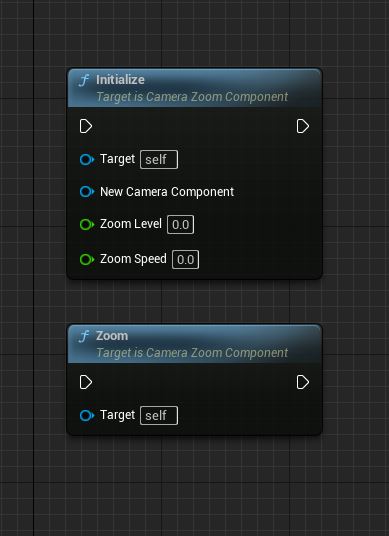 f Initialize
Target is Camera Zoom Component
Target self
New Camera Component
Zoom Level 0.0
Zoom Speed 0.0
f Zoom
Target is Camera Zoom Component
Target self